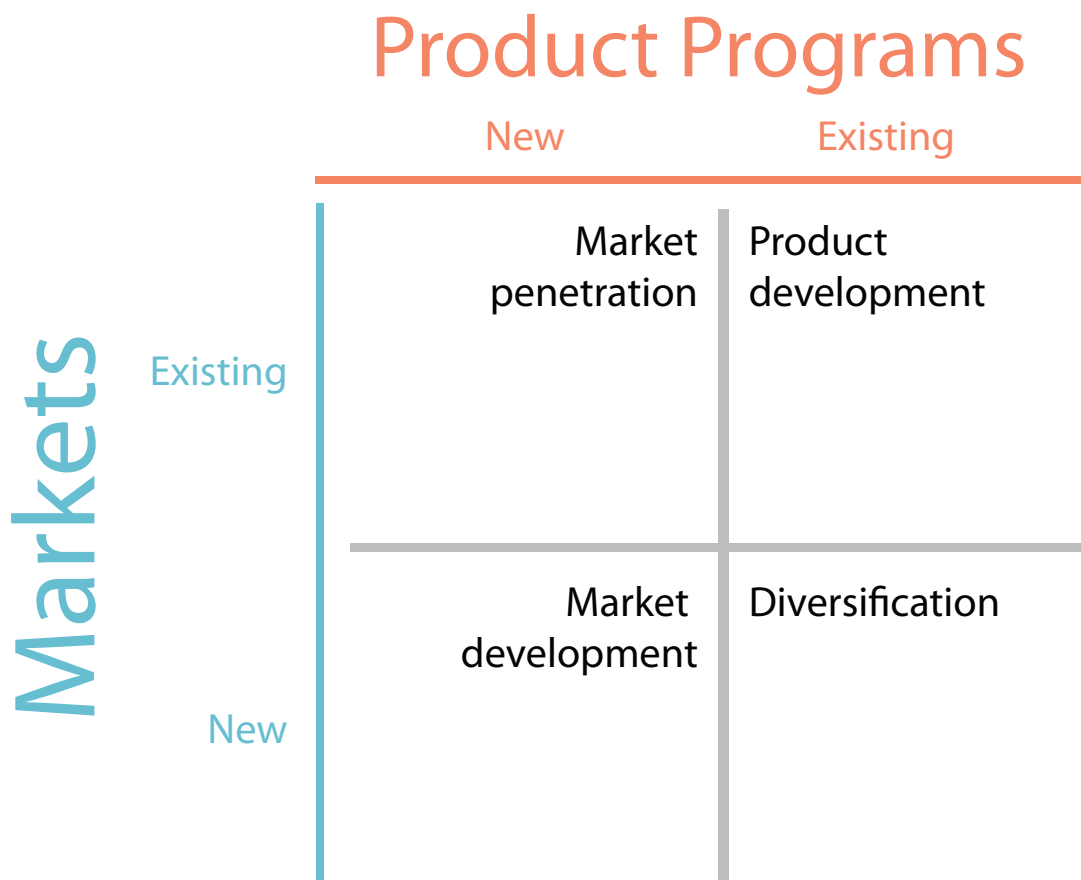 Product Programs
New Existing
Market Product
penetration development
Existing
Markets
Market Diversification
development
New